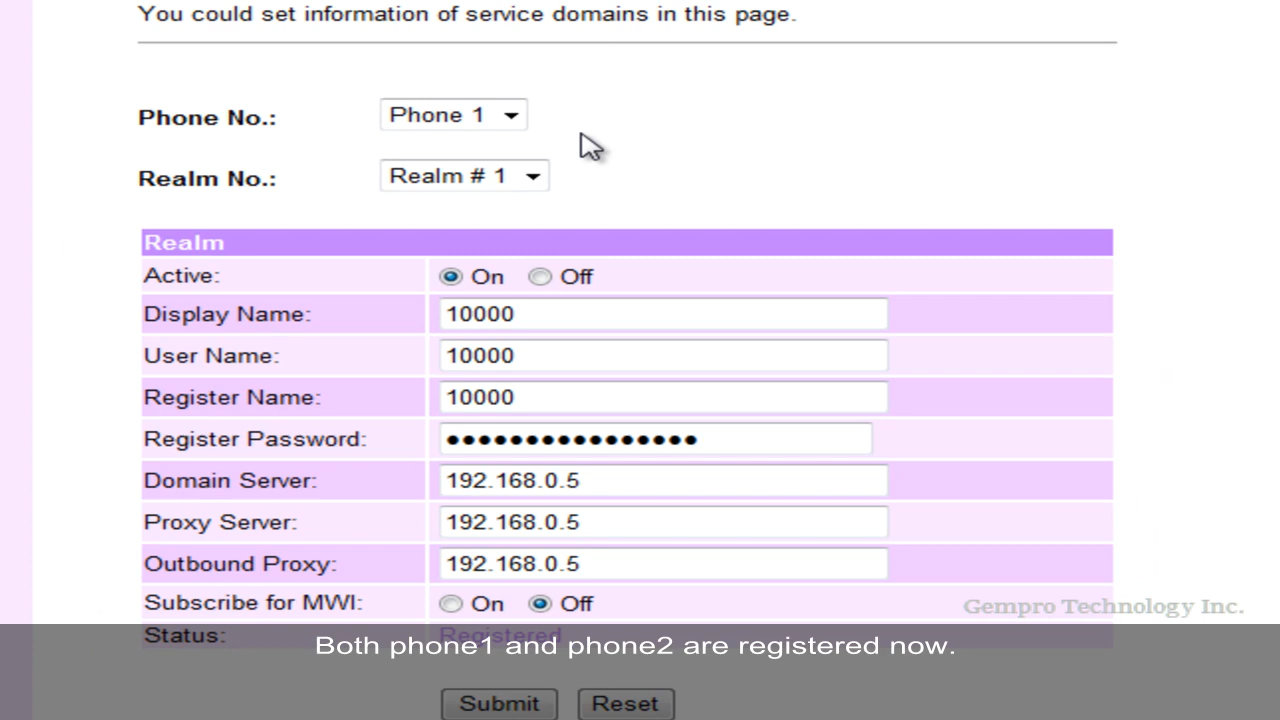 You could set information of service domains in this page.
Phone No.: Phone 1
Realm No.: Realm # 1
Realm
Active: On Off
Display Name: 10000
User Name: 10000
Register Name: 10000
Register Password: ●●●●●●●●●●●●●●●●
Domain Server: 192.168.0.5
Proxy Server: 192.168.0.5
Outbound Proxy: 192.168.0.5
Subscribe for MWI: On Off
Gempro Technology Inc.
Status: Registered
Both phone1 and phone2 are registered now.
Submit Reset